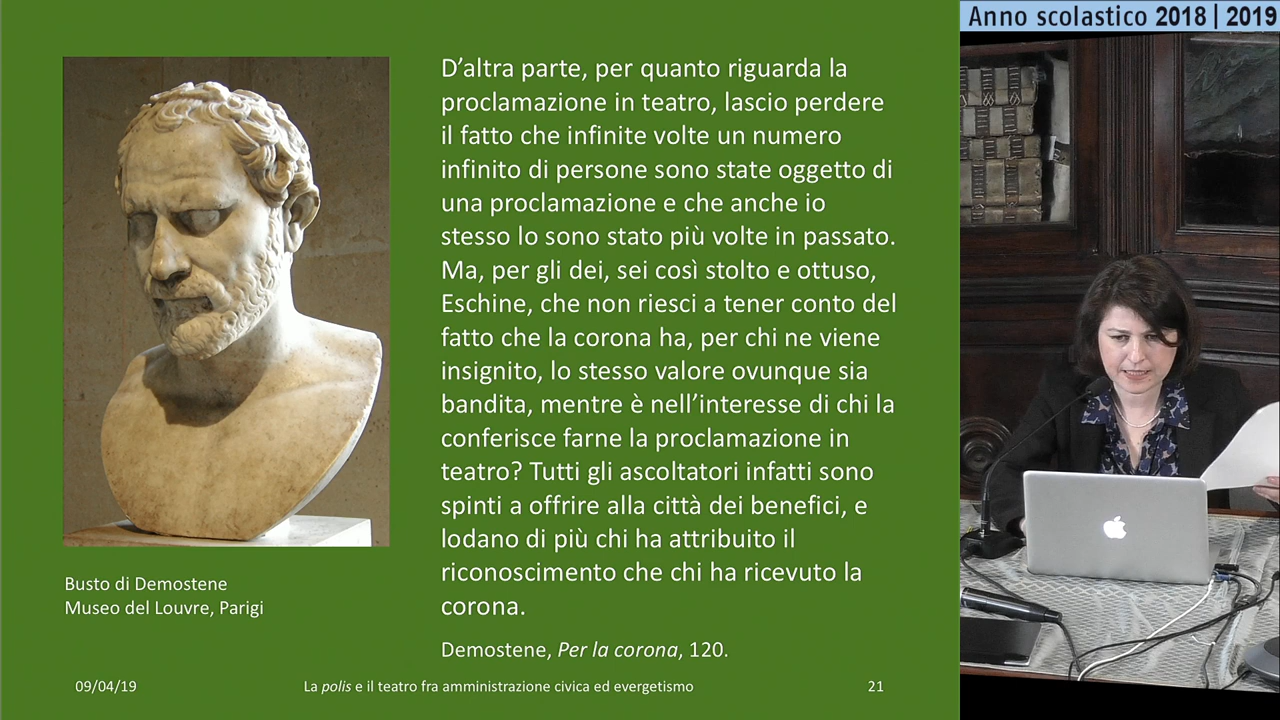 Anno scolastico 2018 | 2019
D'altra parte, per quanto riguarda la
proclamazione in teatro, lascio perdere
il fatto che infinite volte un numero
infinito di persone sono state oggetto di
una proclamazione e che anche io
stesso lo sono stato più volte in passato.
Ma, per gli dei, sei così stolto e ottuso,
Eschine, che non riesci a tener conto del
fatto che la corona ha, per chi ne viene
insignito, lo stesso valore ovunque sia
bandita, mentre è nell'interesse di chi la
conferisce farne la proclamazione in
teatro? Tutti gli ascoltatori infatti sono
spinti a offrire alla città dei benefici, e
lodano di più chi ha attribuito il
riconoscimento che chi ha ricevuto la
corona.
Demostene, Per la corona, 120.
Busto di Demostene
Museo del Louvre, Parigi
09/04/19
La polis e il teatro fra amministrazione civica ed evergetismo
21